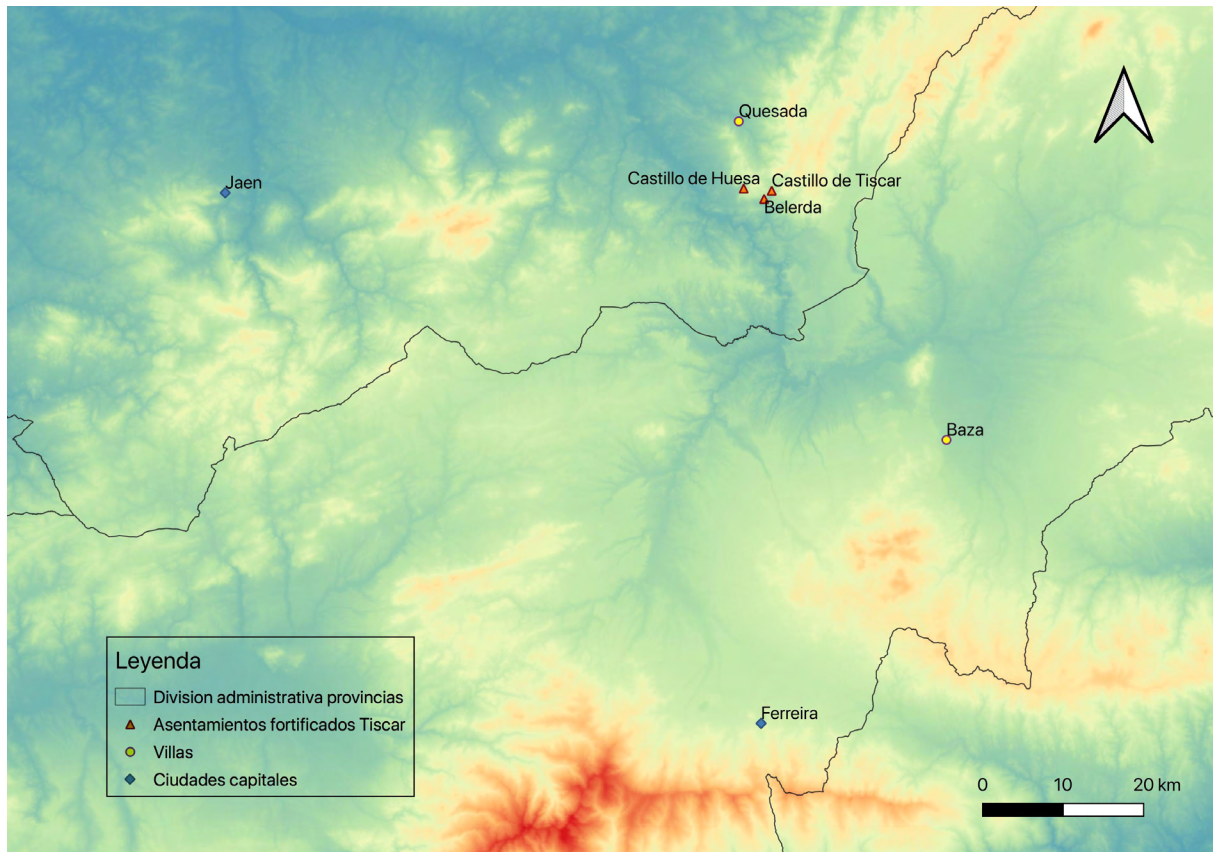 Quesada
Jaen
Castillo de Huesa
Castillo de Tiscar
Belerda
Baza
Ferreira
Leyenda
Division administrativa provincias
Asentamientos fortificados Tiscar
Villas
Ciudades capitales
0 10 20 km